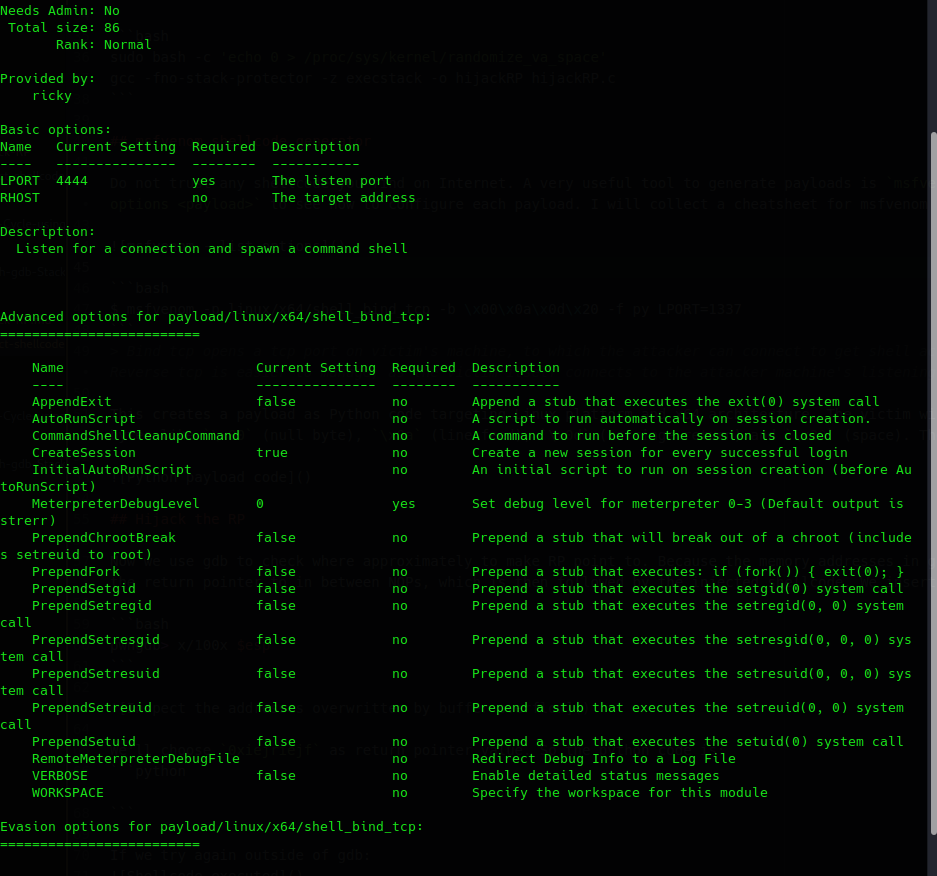 Needs Admin: No
Total size: 86
Rank: Normal
Provided by:
ricky
Basic options:
Name   Current Setting  Required  Description
----   ---------------  --------  -----------
LPORT  4444             yes       The listen port
RHOST                   no        The target address
Description:
Listen for a connection and spawn a command shell
Advanced options for payload/linux/x64/shell_bind_tcp:
=========================
Name                        Current Setting  Required  Description
----                        ---------------  --------  -----------
AppendExit                  false            no        Append a stub that executes the exit(0) system call
AutoRunScript                                no        A script to run automatically on session creation.
CommandShellCleanupCommand                   no        A command to run before the session is closed
CreateSession               true             no        Create a new session for every successful login
InitialAutoRunScript                         no        An initial script to run on session creation (before Au
toRunScript)
MeterpreterDebugLevel       0                yes       Set debug level for meterpreter 0-3 (Default output is
strerr)
PrependChrootBreak          false            no        Prepend a stub that will break out of a chroot (include
s setreuid to root)
PrependFork                 false            no        Prepend a stub that executes: if (fork()) { exit(0); }
PrependSetgid               false            no        Prepend a stub that executes the setgid(0) system call
PrependSetregid             false            no        Prepend a stub that executes the setregid(0, 0) system
call
PrependSetresgid            false            no        Prepend a stub that executes the setresgid(0, 0, 0) sys
tem call
PrependSetresuid            false            no        Prepend a stub that executes the setresuid(0, 0, 0) sys
tem call
PrependSetreuid             false            no        Prepend a stub that executes the setreuid(0, 0) system
call
PrependSetuid               false            no        Prepend a stub that executes the setuid(0) system call
RemoteMeterpreterDebugFile                   no        Redirect Debug Info to a Log File
VERBOSE                     false            no        Enable detailed status messages
WORKSPACE                                    no        Specify the workspace for this module
Evasion options for payload/linux/x64/shell_bind_tcp:
=========================